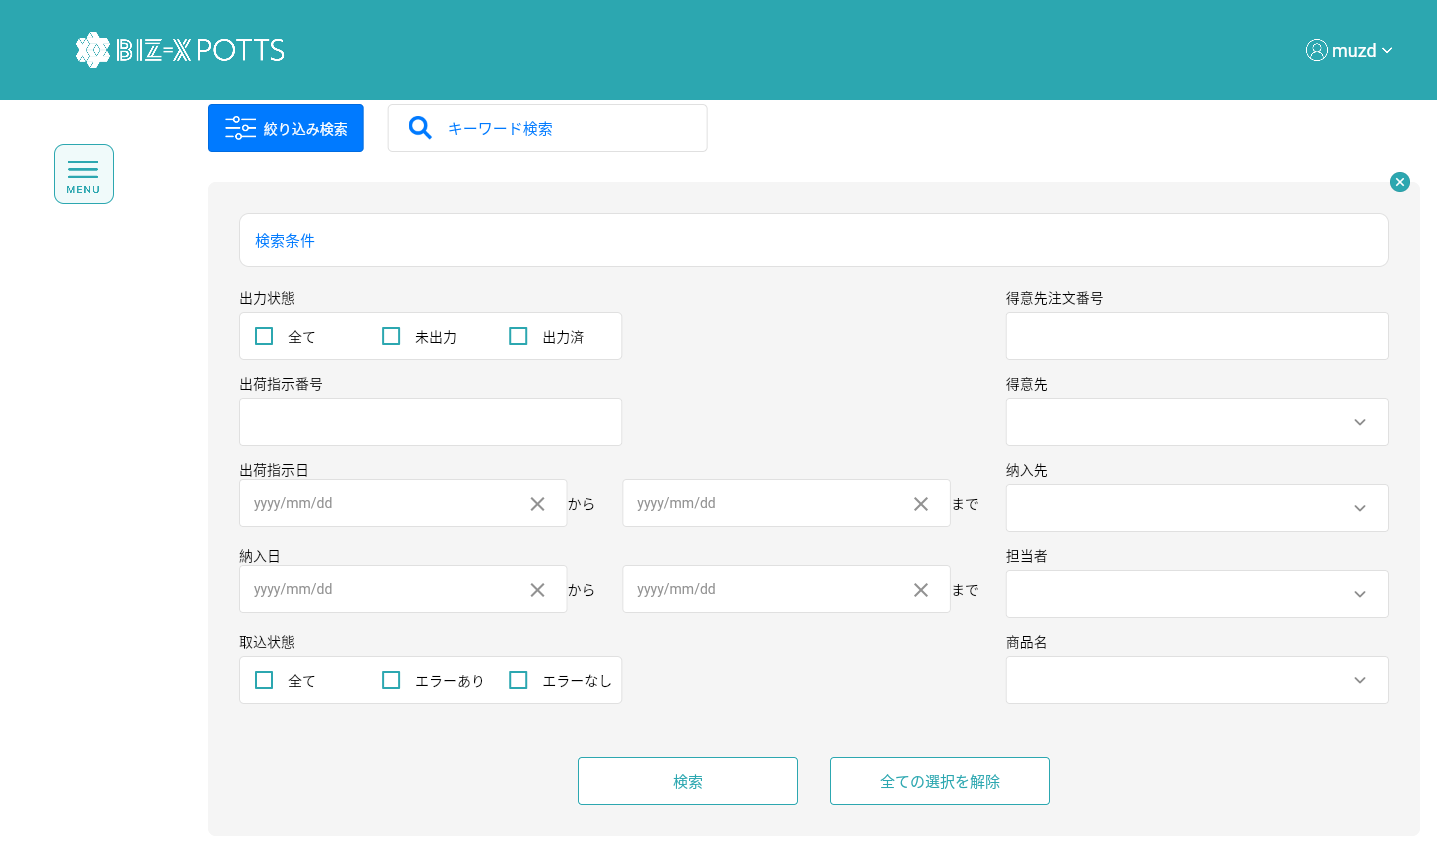 BIZ-X POTTS
muzd
絞り込み検索
キーワード検索
MENU
検索条件
出力状態
全て 未出力 出力済
得意先注文番号
出荷指示番号
得意先
出荷指示日
yyyy/mm/dd から yyyy/mm/dd まで
納入先
納入日
yyyy/mm/dd から yyyy/mm/dd まで
担当者
取込状態
全て エラーあり エラーなし
商品名
検索
全ての選択を解除